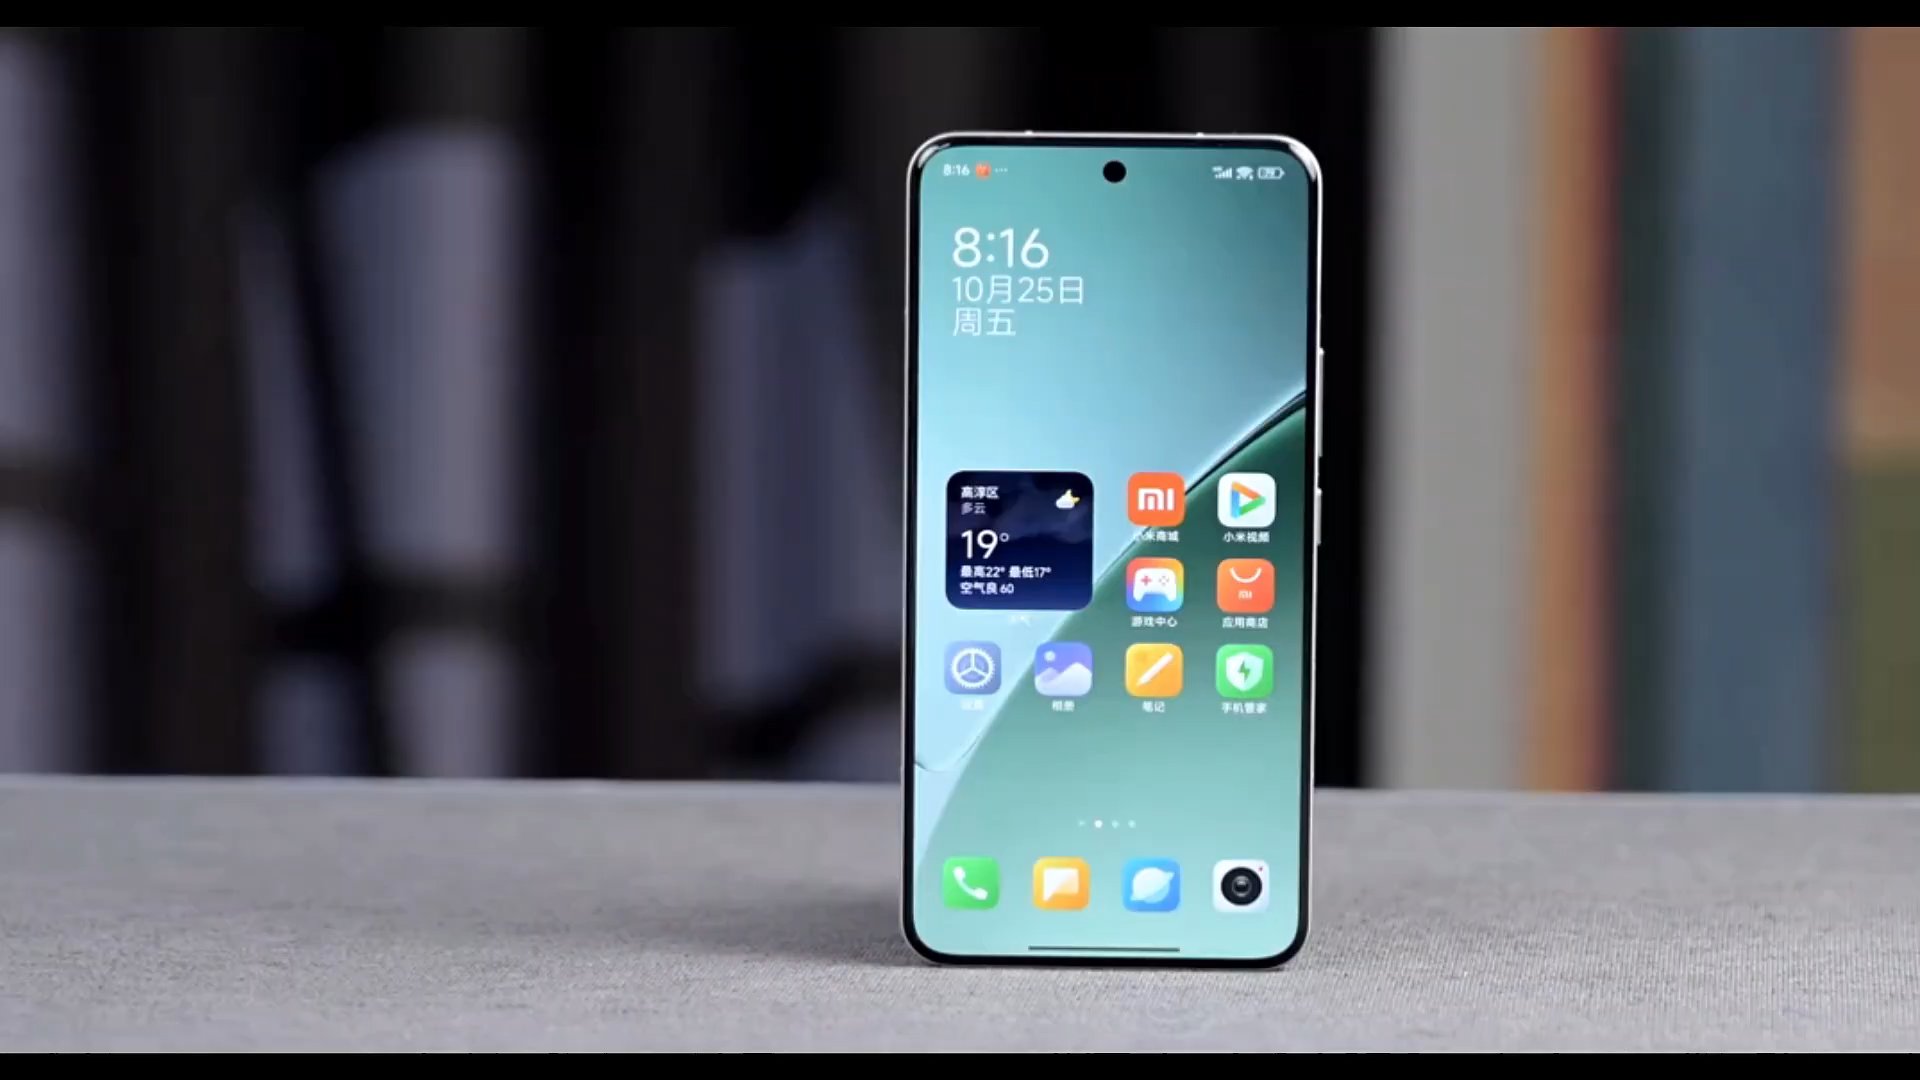 8:16
8:16
10月25日
周五
高淳区
多云
19°
最高22° 最低17°
空气良 60
小米商城
小米视频
游戏中心
应用商店
相册
笔记
手机管家